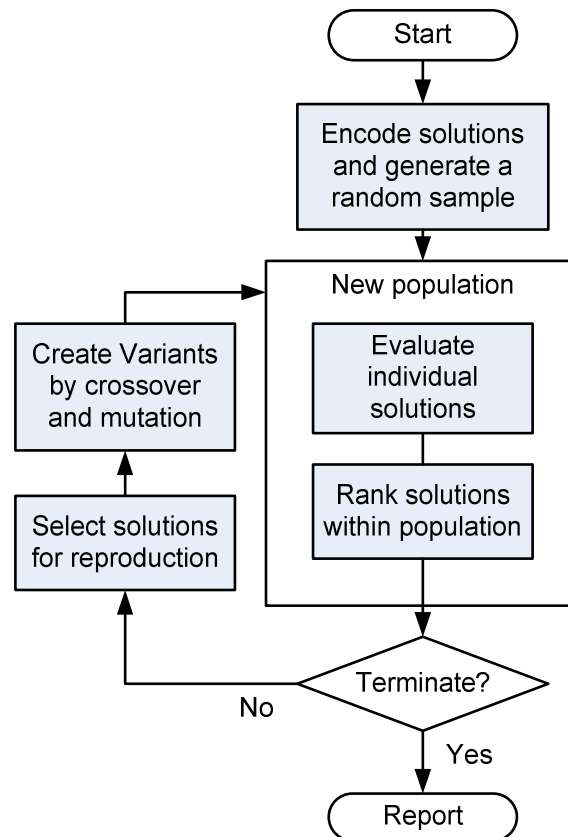 Start
Encode solutions
and generate a
random sample
New population
Evaluate
individual
solutions
Rank solutions
within population
Terminate?
No
Select solutions
for reproduction
Create Variants
by crossover
and mutation
Yes
Report